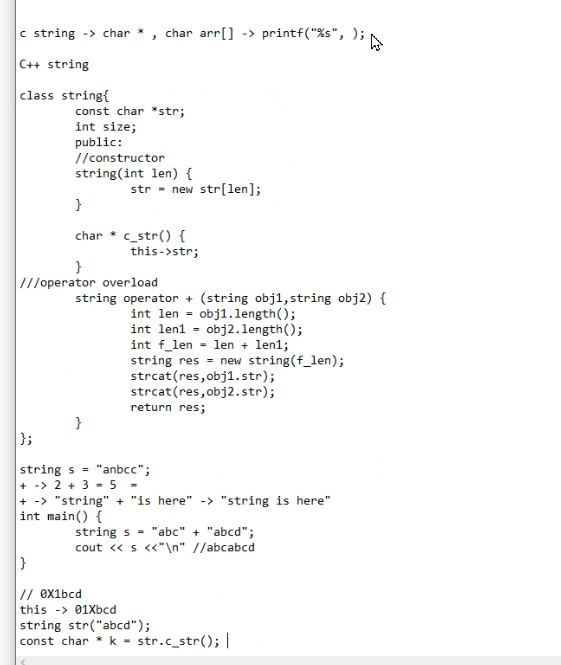 c string -> char * , char arr[] -> printf("%s", );
C++ string
class string{
const char *str;
int size;
public:
//constructor
string(int len) {
str = new str[len];
}
char * c_str() {
this->str;
}
///operator overload
string operator + (string obj1,string obj2) {
int len = obj1.length();
int len1 = obj2.length();
int f_len = len + len1;
string res = new string(f_len);
strcat(res,obj1.str);
strcat(res,obj2.str);
return res;
}
};
string s = "anbcc";
+ -> 2 + 3 = 5  =
+ -> "string" + "is here" -> "string is here"
int main() {
string s = "abc" + "abcd";
cout << s <<"\n" //abcabcd
}
// 0X1bcd
this -> 01Xbcd
string str("abcd");
const char * k = str.c_str();